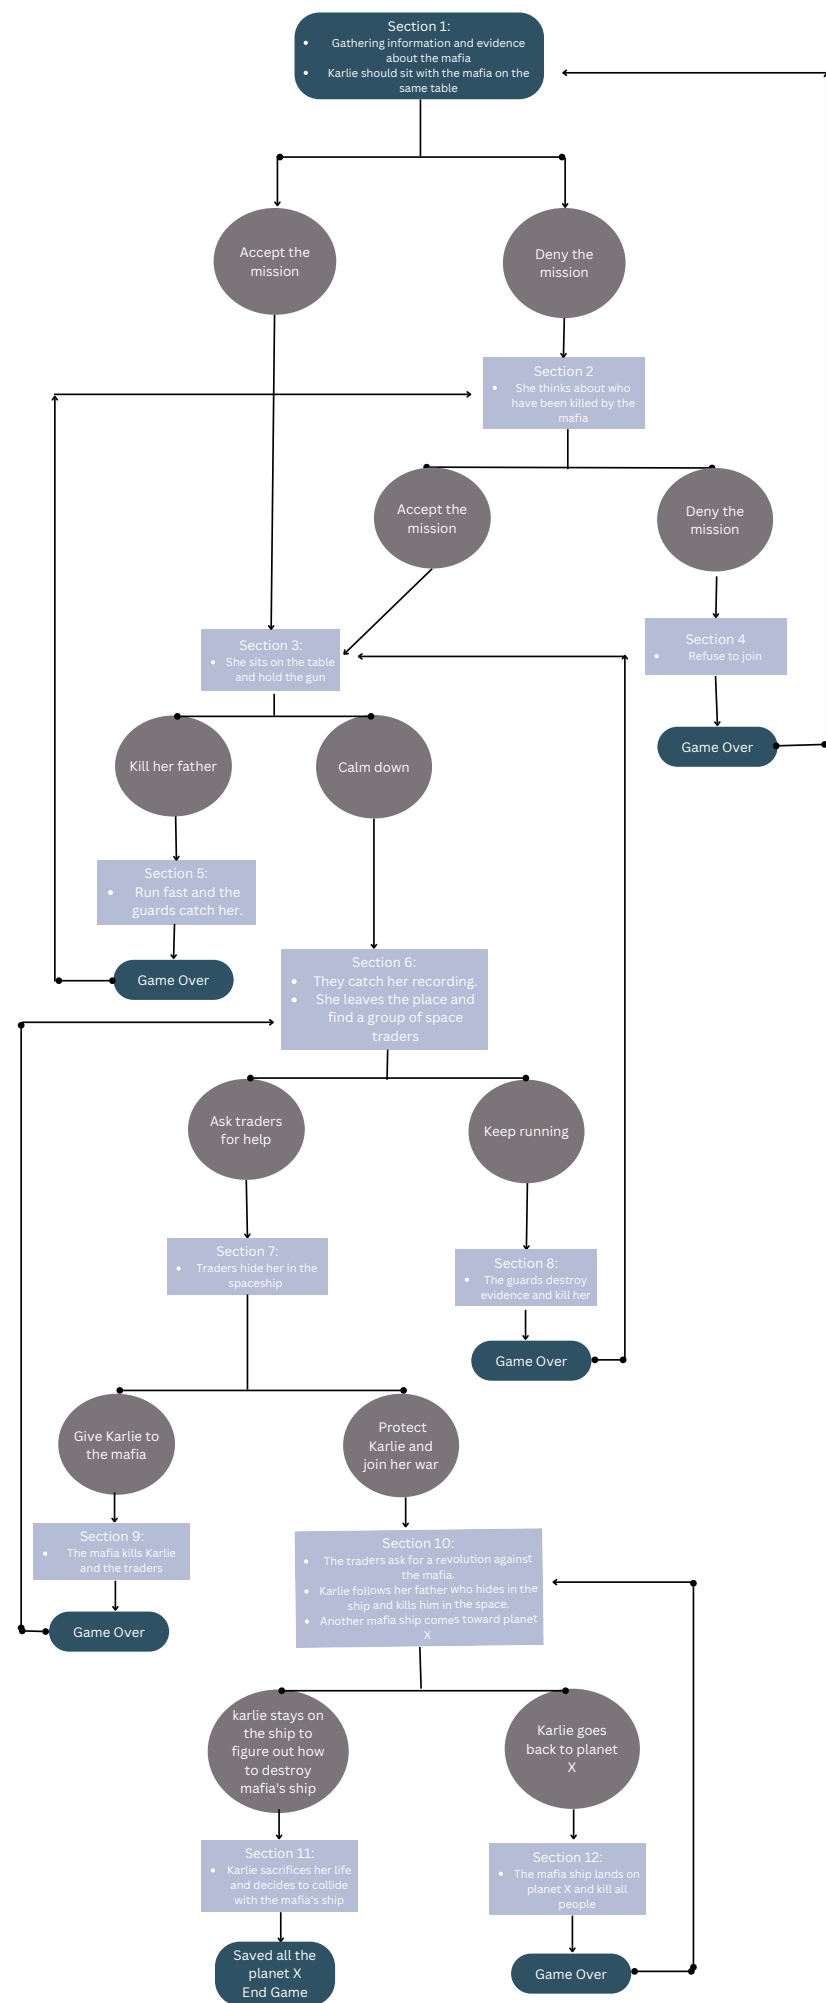 Section 1:
• Gathering information and evidence
about the mafia
• Karlie should sit with the mafia on the
same table
Accept the
mission
Deny the
mission
Section 2
• She thinks about who
have been killed by the
mafia
Accept the
mission
Deny the
mission
Section 3:
• She sits on the table
and hold the gun
Section 4
• Refuse to join
Kill her father
Calm down
Game Over
Section 5:
• Run fast and the
guards catch her.
Game Over
Section 6:
• They catch her recording.
• She leaves the place and
find a group of space
traders
Ask traders
for help
Keep running
Section 7:
• Traders hide her in the
spaceship
Section 8:
• The guards destroy
evidence and kill her
Game Over
Give Karlie to
the mafia
Protect
Karlie and
join her war
Section 9:
• The mafia kills Karlie
and the traders
Game Over
Section 10:
• The traders ask for a revolution against
the mafia.
• Karlie follows her father who hides in the
ship and kills him in the space.
• Another mafia ship comes toward planet
X
karlie stays on
the ship to
figure out how
to destroy
mafia's ship
Karlie goes
back to planet
X
Section 11:
• Karlie sacrifices her life
and decides to collide
with the mafia's ship
Section 12:
• The mafia ship lands on
planet X and kill all
people
Saved all the
planet X
End Game
Game Over